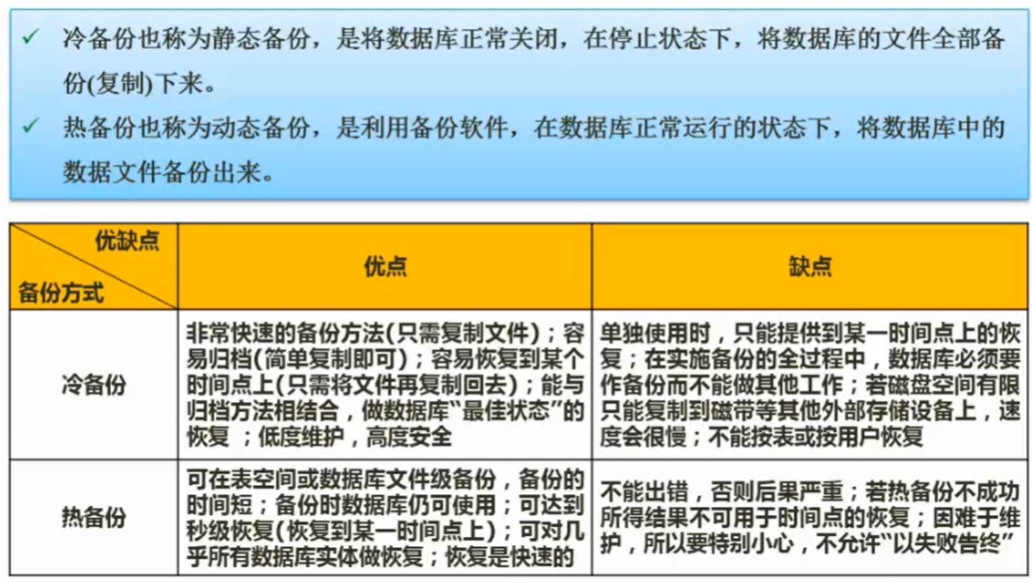 ✓ 冷备份也称为静态备份，是将数据库正常关闭，在停止状态下，将数据库的文件全部备
份(复制)下来。
✓ 热备份也称为动态备份，是利用备份软件，在数据库正常运行的状态下，将数据库中的
数据文件备份出来。
优缺点
备份方式
优点
缺点
冷备份
非常快速的备份方法(只需复制文件)；容
易归档(简单复制即可)；容易恢复到某个
时间点上(只需将文件再复制回去)；能与
归档方法相结合，做数据库“最佳状态”的
恢复 ；低度维护，高度安全
单独使用时，只能提供到某一时间点上的恢
复；在实施备份的全过程中，数据库必须要
作备份而不能做其他工作；若磁盘空间有限
只能复制到磁带等其他外部存储设备上，速
度会很慢；不能按表或按用户恢复
热备份
可在表空间或数据库文件级备份，备份的
时间短；备份时数据库仍可使用；可达到
秒级恢复(恢复到某一时间点上)；可对几
乎所有数据库实体做恢复；恢复是快速的
不能出错，否则后果严重；若热备份不成功
所得结果不可用于时间点的恢复；因难于维
护，所以要特别小心，不允许“以失败告终”